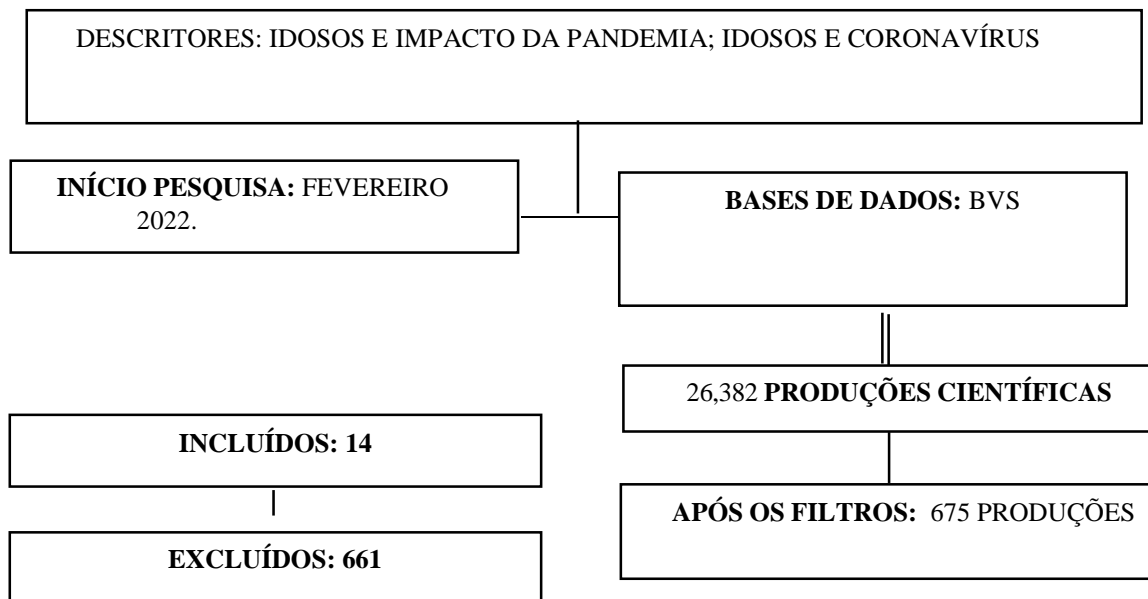 DESCRITORES: IDOSOS E IMPACTO DA PANDEMIA; IDOSOS E CORONAVÍRUS
INÍCIO PESQUISA: FEVEREIRO
2022.
BASES DE DADOS: BVS
26,382 PRODUÇÕES CIENTÍFICAS
INCLUÍDOS: 14
APÓS OS FILTROS: 675 PRODUÇÕES
EXCLUÍDOS: 661